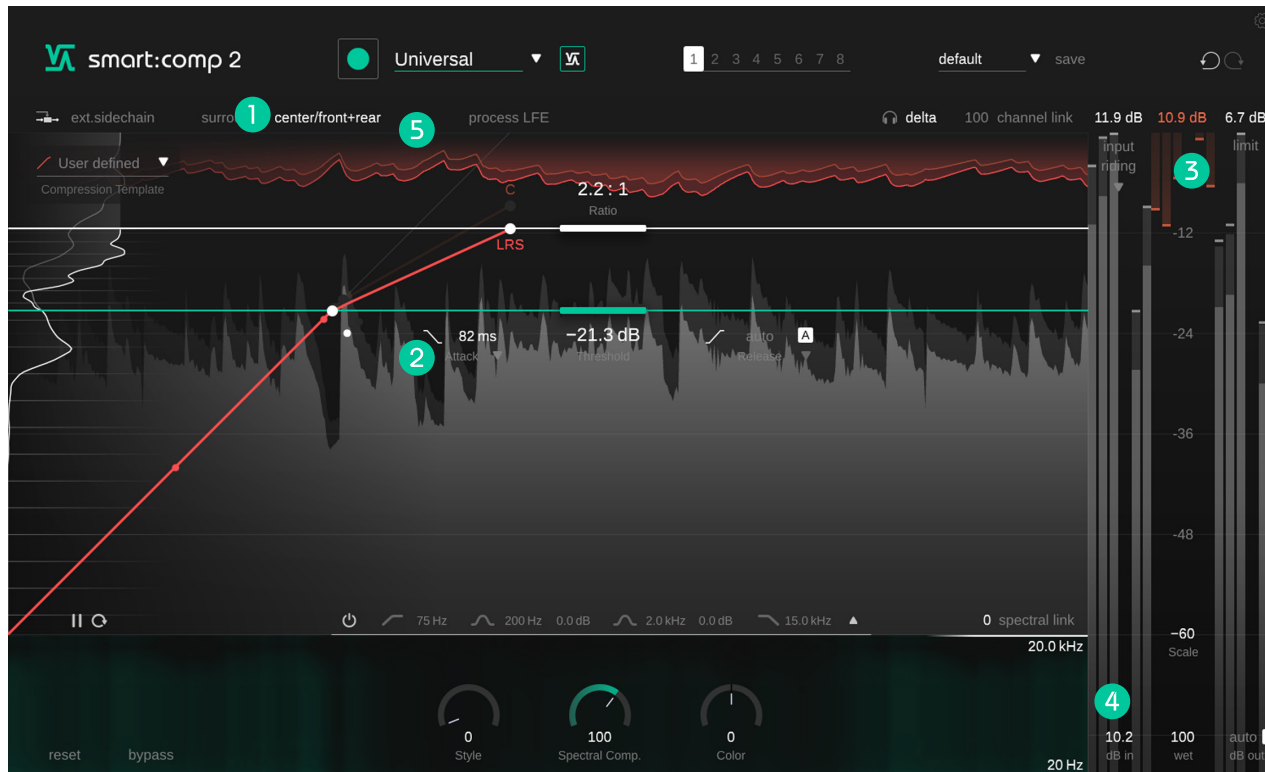 smart:comp 2
Universal
1 2 3 4 5 6 7 8
default
save
ext.sidechain
1
center/front+rear
5
process LFE
delta
100 channel link
11.9 dB
10.9 dB
6.7 dB
User defined
Compression Template
C
2.2 : 1
Ratio
input
riding
3
limit
LRS
-12
82 ms
2
Attack
−21.3 dB
Threshold
auto
A
Release
-24
-36
-48
75 Hz
200 Hz
0.0 dB
2.0 kHz
0.0 dB
15.0 kHz
0 spectral link
20.0 kHz
−60
Scale
0
Style
100
Spectral Comp.
0
Color
4
10.2
dB in
100
wet
auto
dB out
reset
bypass
20 Hz